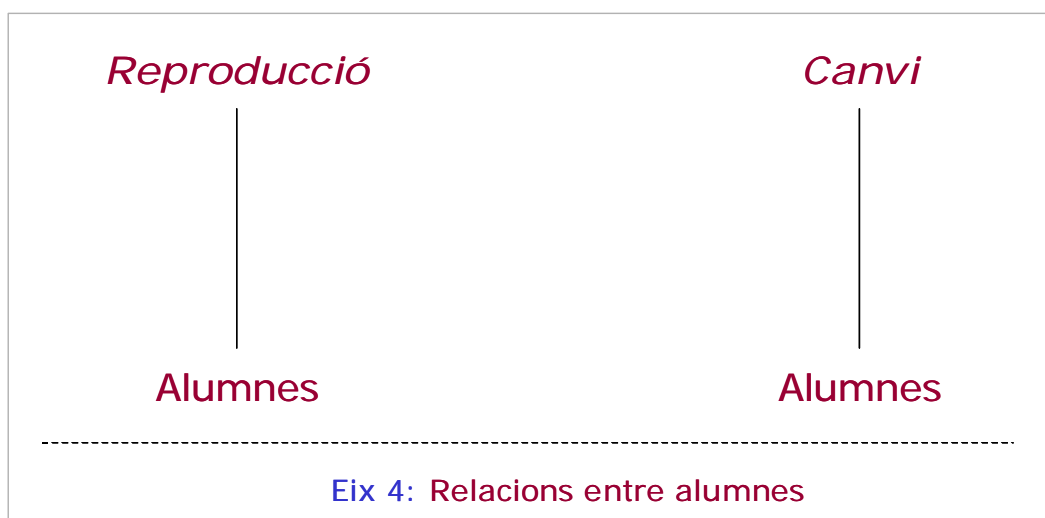 Reproducció Canvi
Alumnes Alumnes
Eix 4: Relacions entre alumnes